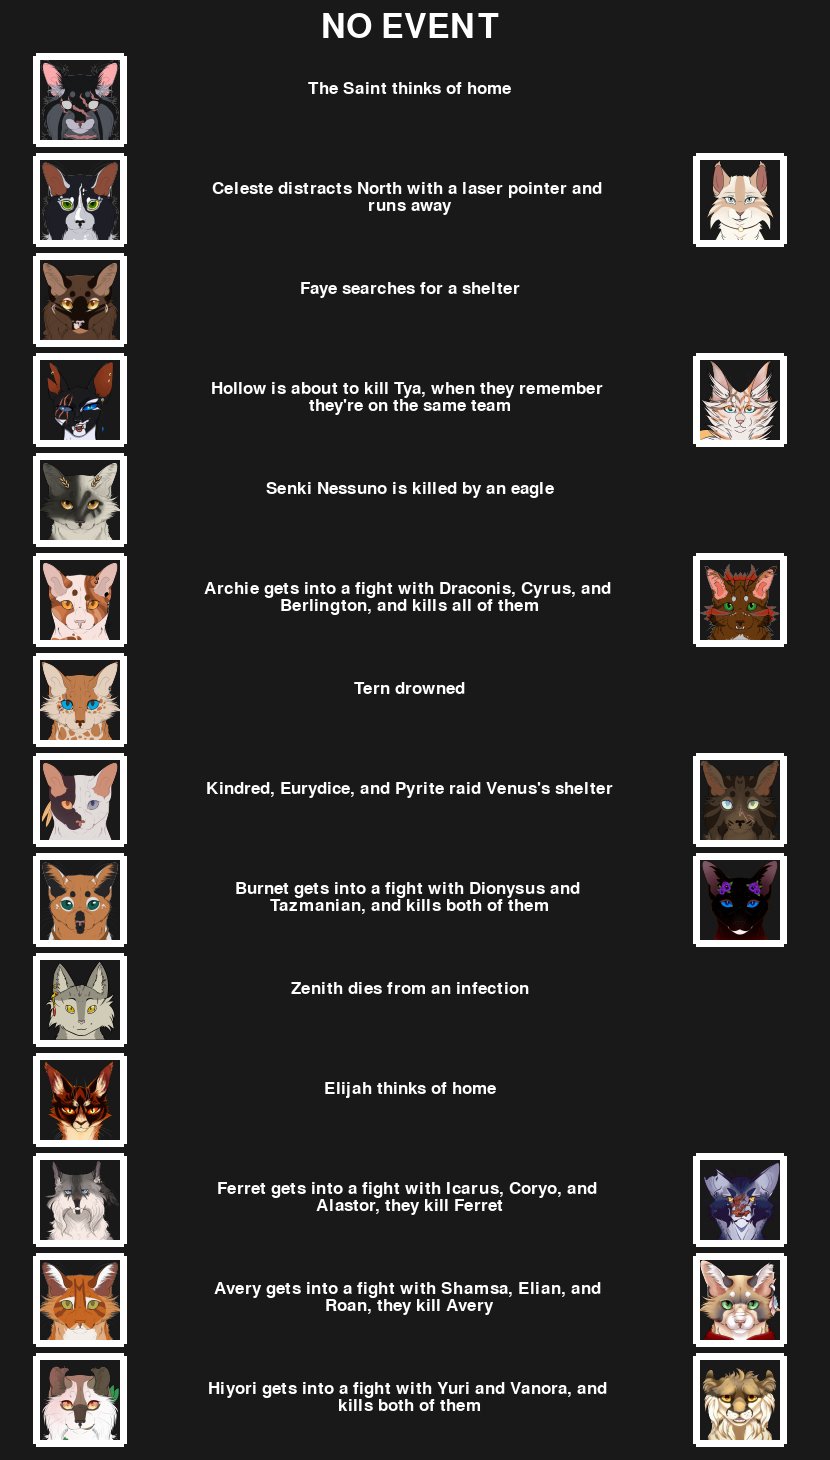 NO EVENT
The Saint thinks of home
Celeste distracts North with a laser pointer and
runs away
Faye searches for a shelter
Hollow is about to kill Tya, when they remember
they're on the same team
Senki Nessuno is killed by an eagle
Archie gets into a fight with Draconis, Cyrus, and
Berlington, and kills all of them
Tern drowned
Kindred, Eurydice, and Pyrite raid Venus's shelter
Burnet gets into a fight with Dionysus and
Tazmanian, and kills both of them
Zenith dies from an infection
Elijah thinks of home
Ferret gets into a fight with Icarus, Coryo, and
Alastor, they kill Ferret
Avery gets into a fight with Shamsa, Elian, and
Roan, they kill Avery
Hiyori gets into a fight with Yuri and Vanora, and
kills both of them